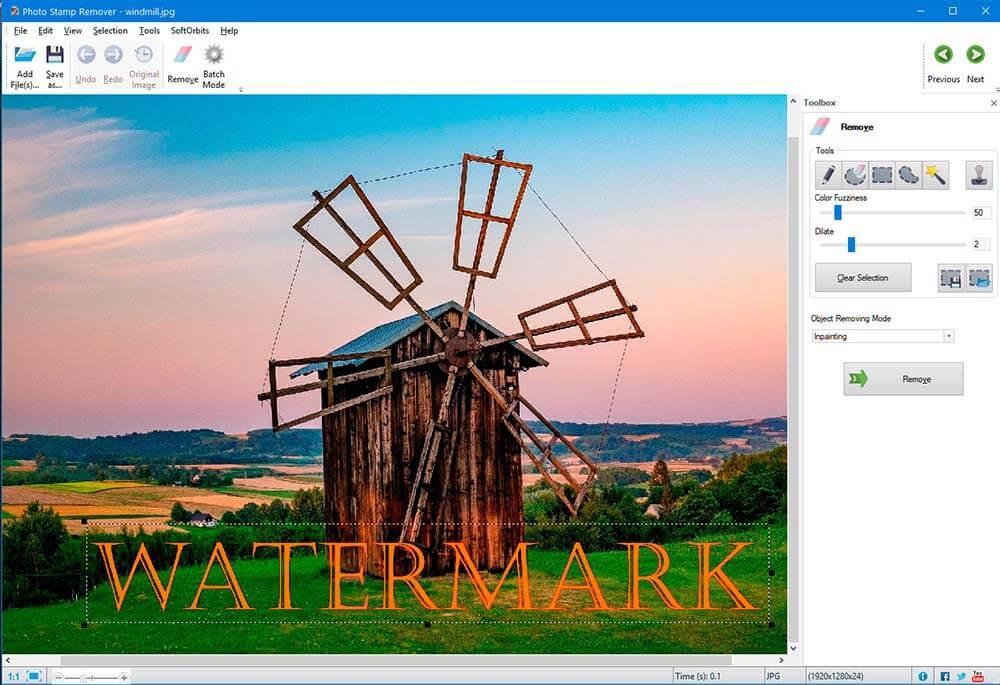 Photo Stamp Remover - windmill.jpg
File Edit View Selection Tools SoftOrbits Help
Add File(s)...
Save as...
Undo
Redo
Original Image
Remove
Batch Mode
Previous
Next
Toolbox
Remove
Tools
Color Fuzziness
50
Dilate
2
Clear Selection
Object Removing Mode
Inpainting
Remove
WATERMARK
1:1
Time (s): 0.1
JPG
(1920x1280x24)
You Tube